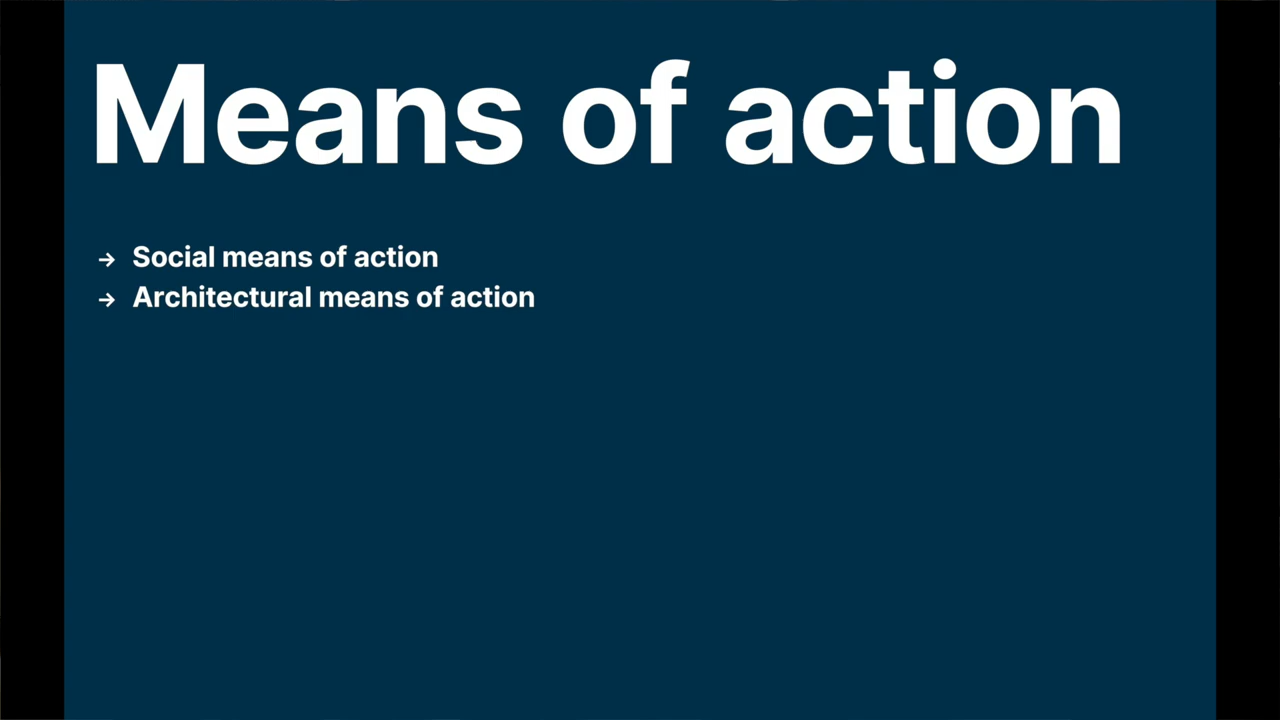 Means of action
→ Social means of action
→ Architectural means of action